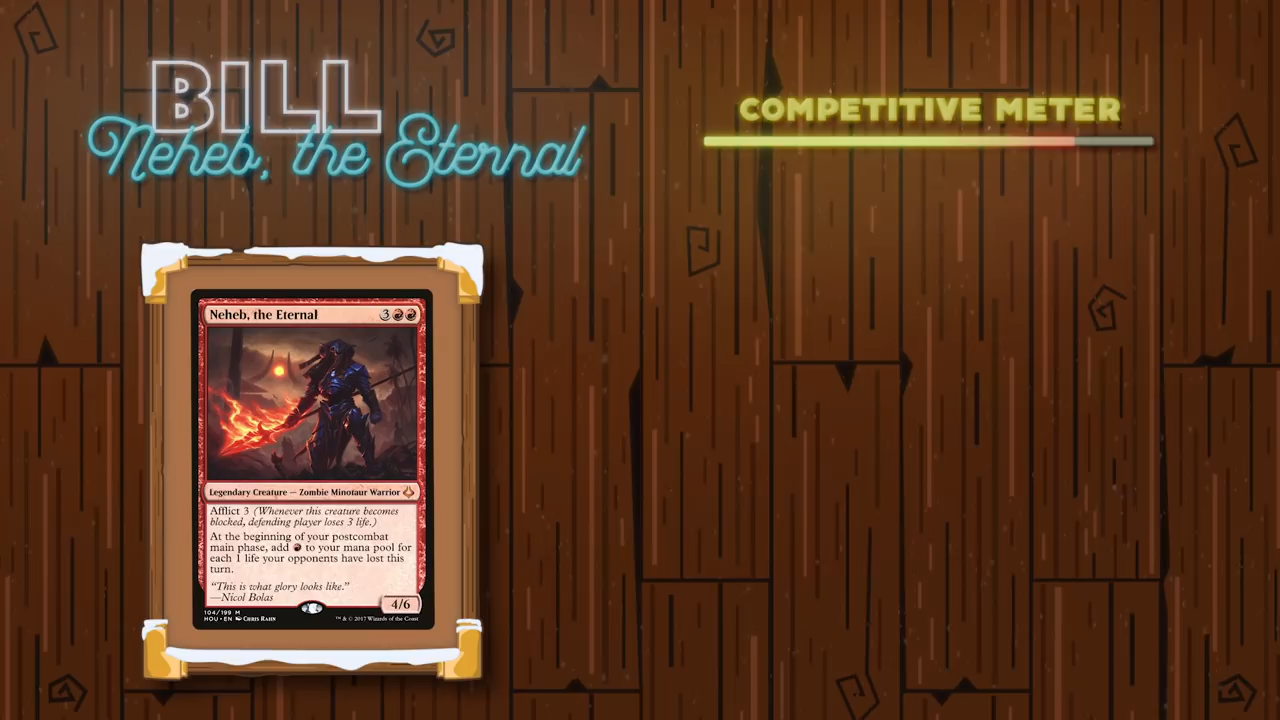 BILL
Neheb, the Eternal
COMPETITIVE METER
Neheb, the Eternal 3
Legendary Creature — Zombie Minotaur Warrior
Afflict 3 (Whenever this creature becomes
blocked, defending player loses 3 life.)
At the beginning of your postcombat
main phase, add to your mana pool for
each 1 life your opponents have lost this
turn.
"This is what glory looks like."
—Nicol Bolas
4/6
104/199 M
HOU • EN Chris Rahn
™ & © 2017 Wizards of the Coast